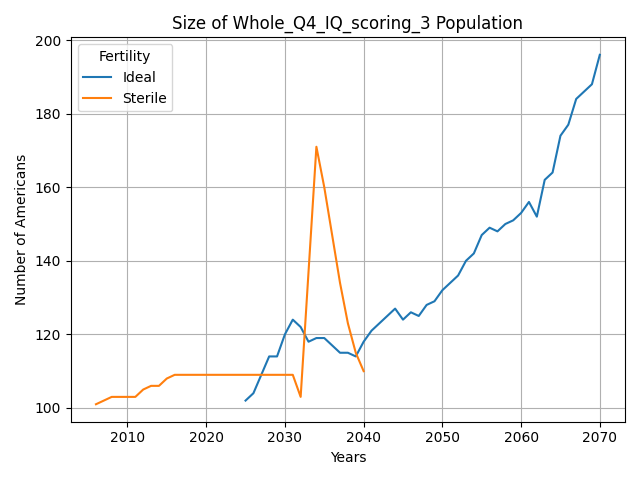 Size of Whole_Q4_IQ_scoring_3 Population
Fertility
Ideal
Sterile
Number of Americans
200
180
160
140
120
100
2010 2020 2030 2040 2050 2060 2070
Years